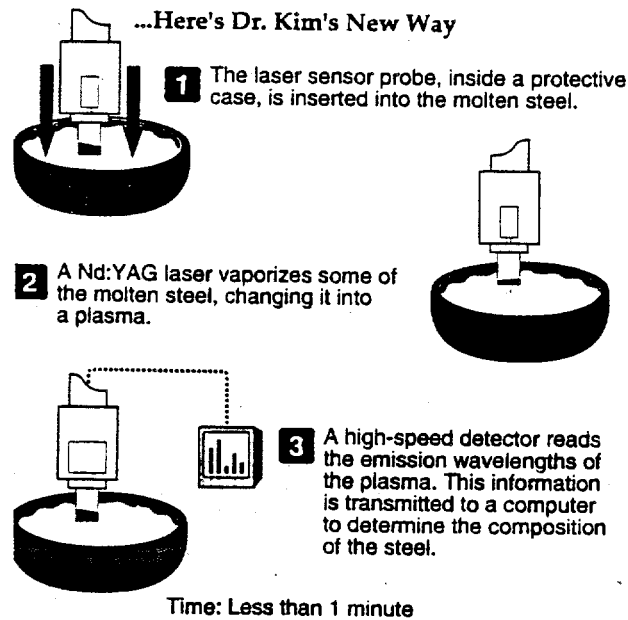 ...Here's Dr. Kim's New Way
1 The laser sensor probe, inside a protective
case, is inserted into the molten steel.
2 A Nd:YAG laser vaporizes some of
the molten steel, changing it into
a plasma.
3 A high-speed detector reads
the emission wavelengths of
the plasma. This information
is transmitted to a computer
to determine the composition
of the steel.
Time: Less than 1 minute